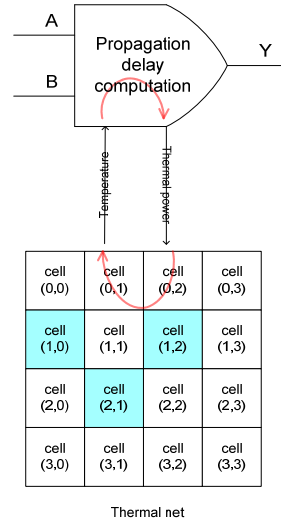 A
B
Y
Propagation
delay
computation
Temperature
Thermal power
cell
(0,0)
cell
(0,1)
cell
(0,2)
cell
(0,3)
cell
(1,0)
cell
(1,1)
cell
(1,2)
cell
(1,3)
cell
(2,0)
cell
(2,1)
cell
(2,2)
cell
(2,3)
cell
(3,0)
cell
(3,1)
cell
(3,2)
cell
(3,3)
Thermal net